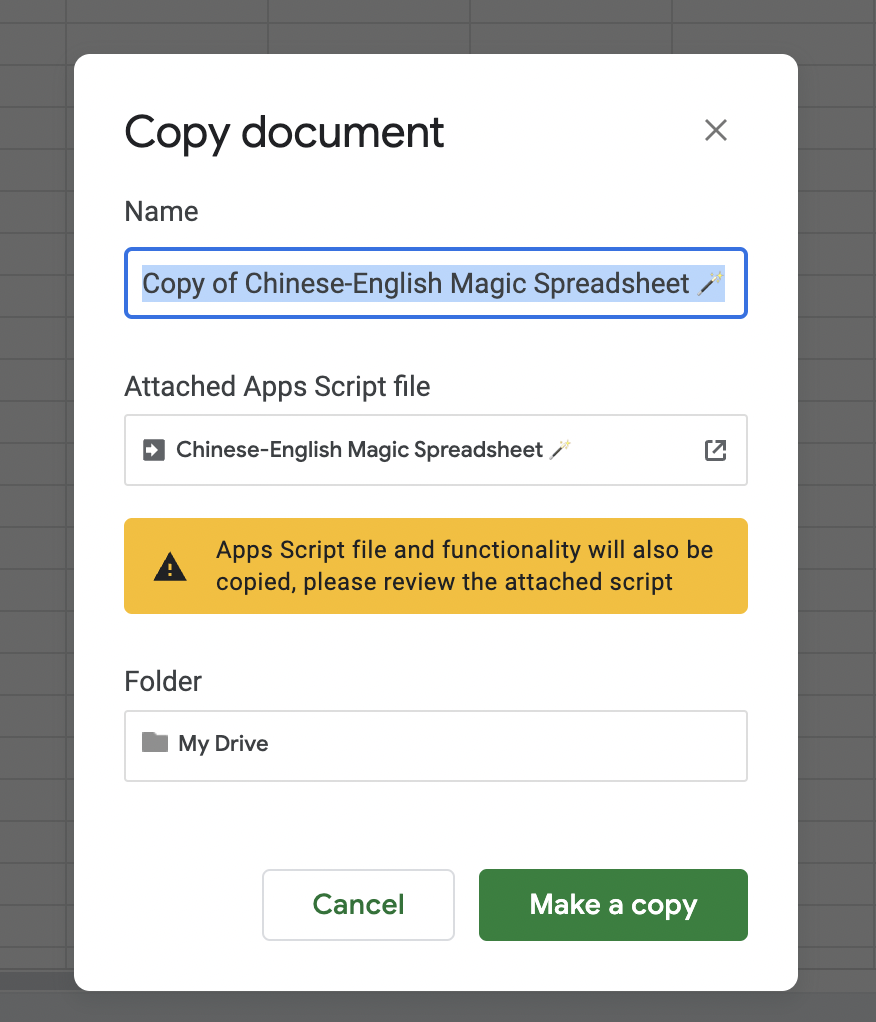 Copy document
Name
Copy of Chinese-English Magic Spreadsheet 🪄
Attached Apps Script file
Chinese-English Magic Spreadsheet 🪄
Apps Script file and functionality will also be
copied, please review the attached script
Folder
My Drive
Cancel
Make a copy